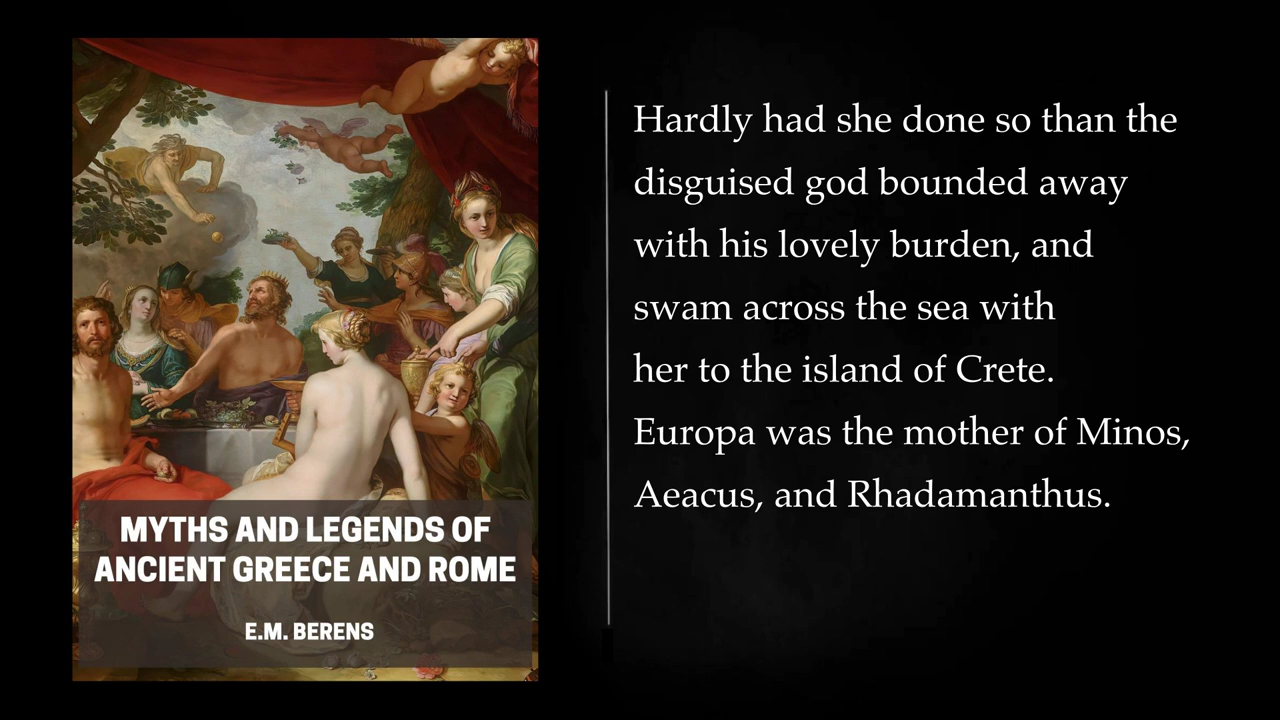 MYTHS AND LEGENDS OF
ANCIENT GREECE AND ROME
E.M. BERENS
Hardly had she done so than the
disguised god bounded away
with his lovely burden, and
swam across the sea with
her to the island of Crete.
Europa was the mother of Minos,
Aeacus, and Rhadamanthus.